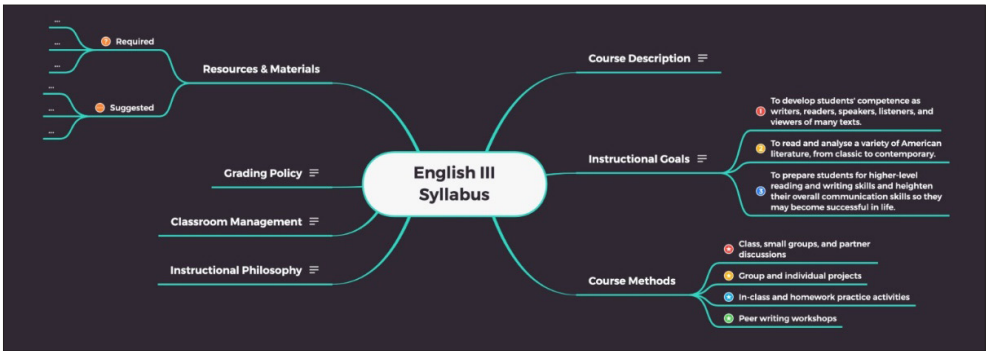 English III
Syllabus
Course Description
Instructional Goals
1
To develop students' competence as
writers, readers, speakers, listeners, and
viewers of many texts.
2
To read and analyse a variety of American
literature, from classic to contemporary.
3
To prepare students for higher-level
reading and writing skills and heighten
their overall communication skills so they
may become successful in life.
Course Methods
Class, small groups, and partner
discussions
Group and individual projects
In-class and homework practice activities
Peer writing workshops
Resources & Materials
? Required
...
...
...
Suggested
...
...
...
Grading Policy
Classroom Management
Instructional Philosophy